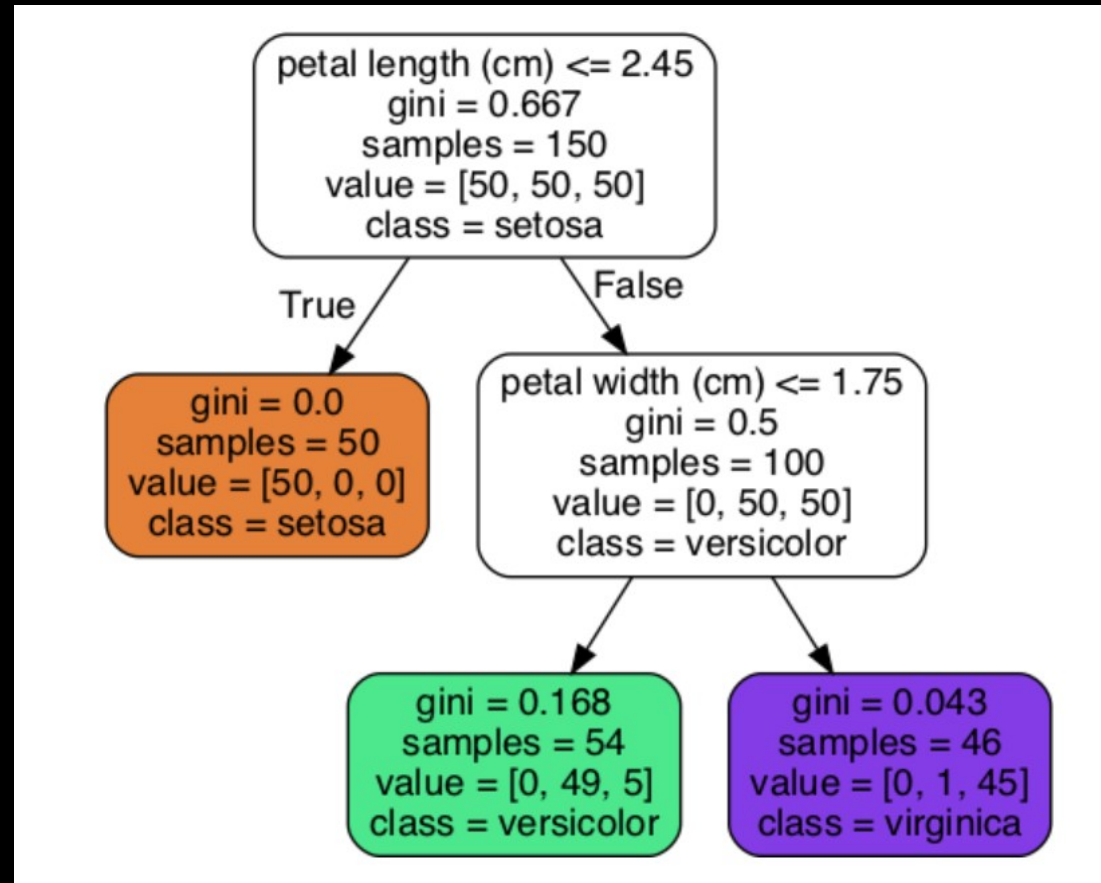 petal length (cm) <= 2.45
gini = 0.667
samples = 150
value = [50, 50, 50]
class = setosa
True
False
gini = 0.0
samples = 50
value = [50, 0, 0]
class = setosa
petal width (cm) <= 1.75
gini = 0.5
samples = 100
value = [0, 50, 50]
class = versicolor
gini = 0.168
samples = 54
value = [0, 49, 5]
class = versicolor
gini = 0.043
samples = 46
value = [0, 1, 45]
class = virginica